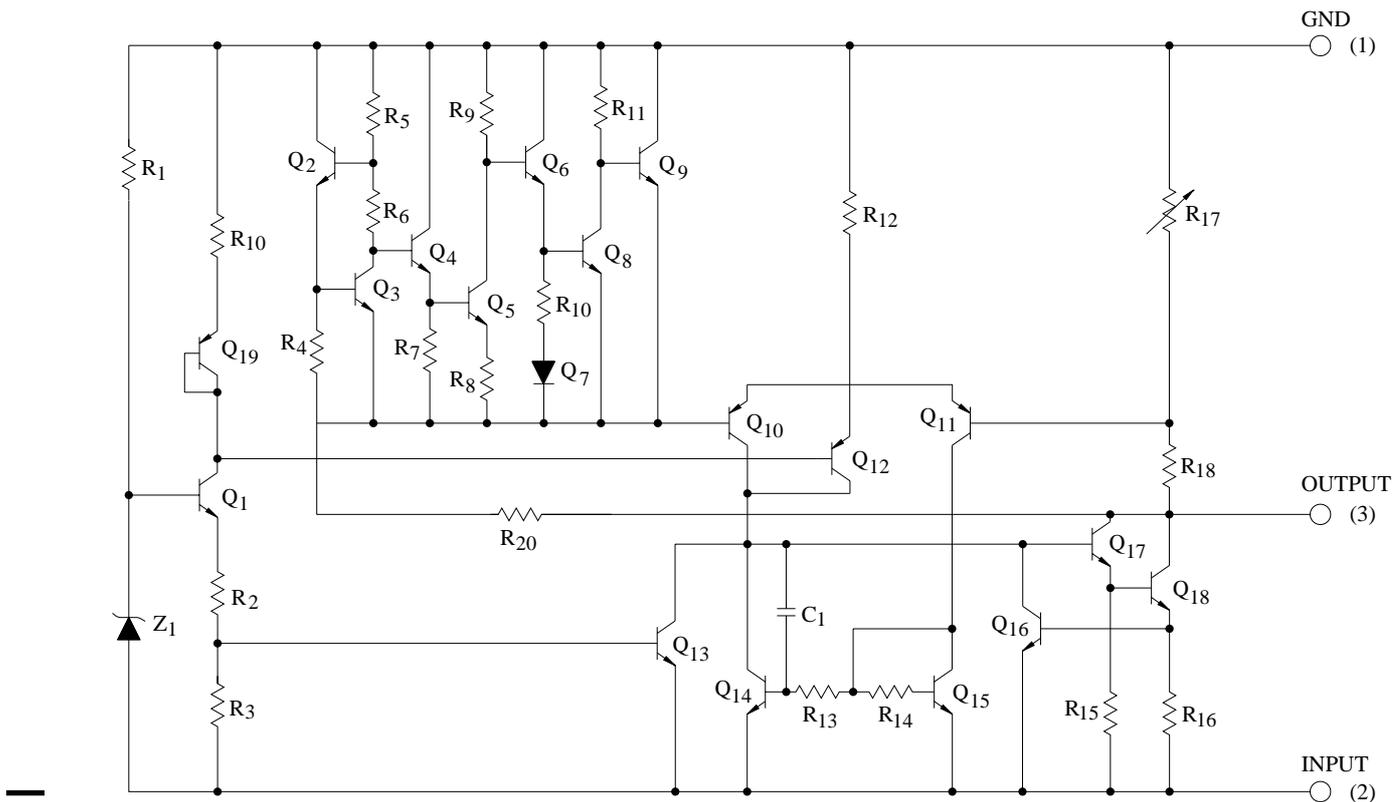 GND
(1)
R5
R9
R11
Q2
Q6
Q9
R1
R6
R12
R17
R10
Q4
Q8
Q3
Q5
R10
R4
Q19
R7
R8
Q7
Q10
Q11
Q12
R18
Q1
OUTPUT
(3)
R20
Q17
R2
Q18
Z1
C1
Q16
Q13
Q14
Q15
R3
R13
R14
R15
R16
INPUT
(2)